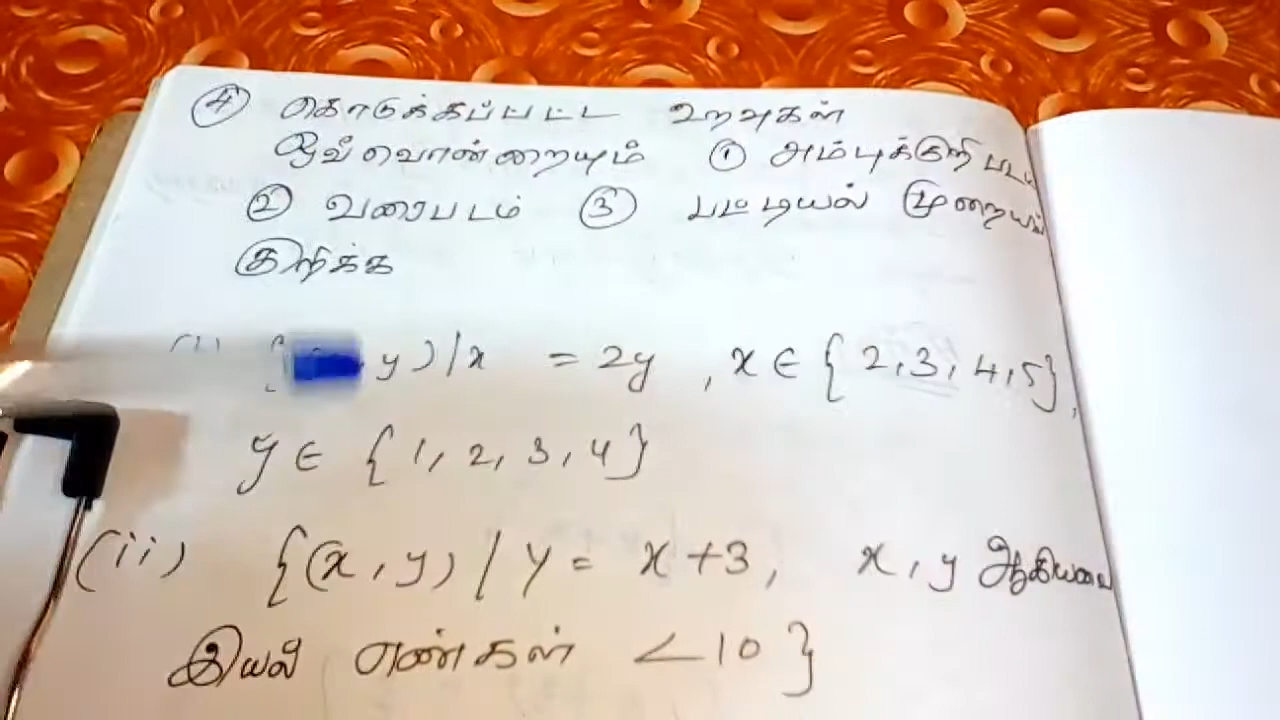 ④ கொடுக்கப்பட்ட உறவுகள்
ஒவ்வொன்றையும் ① அம்புக்குறி
② வரைபடம் ③ பட்டியல்
குறிக்க
y)/x = 2y , x ∈ { 2,3,4,5},
y ∈ { 1, 2, 3, 4}
(ii) {(x,y) / y = x+3, x,y ஆகியவை
இயல் எண்கள் <10 }